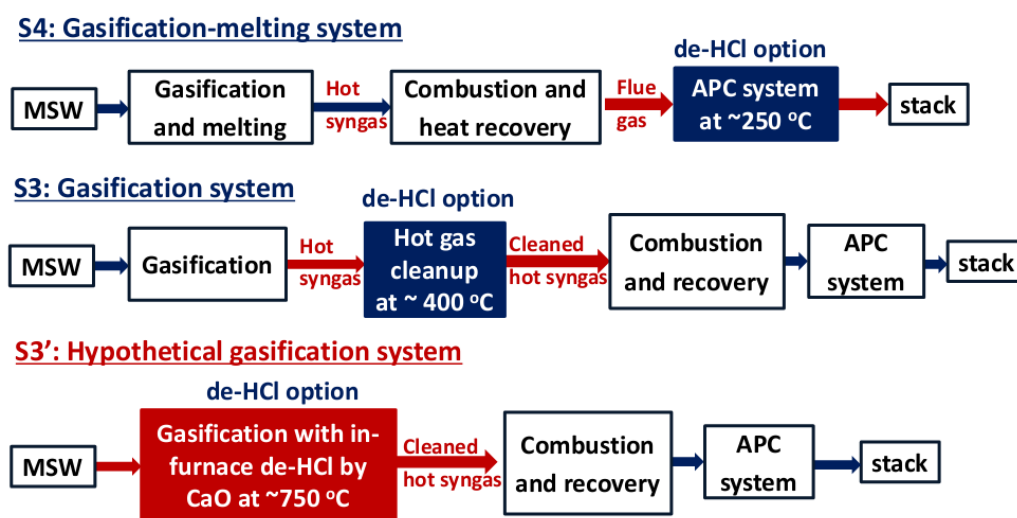 S4: Gasification-melting system
de-HCl option
MSW
Gasification
and melting
Hot
syngas
Combustion and
heat recovery
Flue
gas
APC system
at ~250 °C
stack
S3: Gasification system
de-HCl option
MSW
Gasification
Hot
syngas
Hot gas
cleanup
at ~ 400 °C
Cleaned
hot syngas
Combustion
and recovery
APC
system
stack
S3’: Hypothetical gasification system
de-HCl option
MSW
Gasification with in-
furnace de-HCl by
CaO at ~750 °C
Cleaned
hot syngas
Combustion
and recovery
APC
system
stack